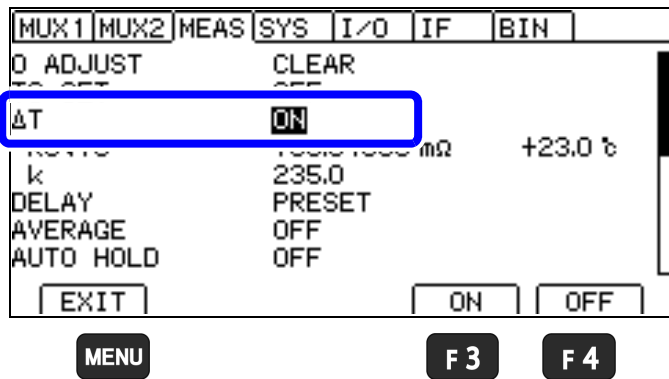 MUX1 MUX2 MEAS SYS I/O IF BIN
0 ADJUST CLEAR
ΔT ON
mΩ +23.0 ℃
k 235.0
DELAY PRESET
AVERAGE OFF
AUTO HOLD OFF
EXIT ON OFF
MENU F3 F4